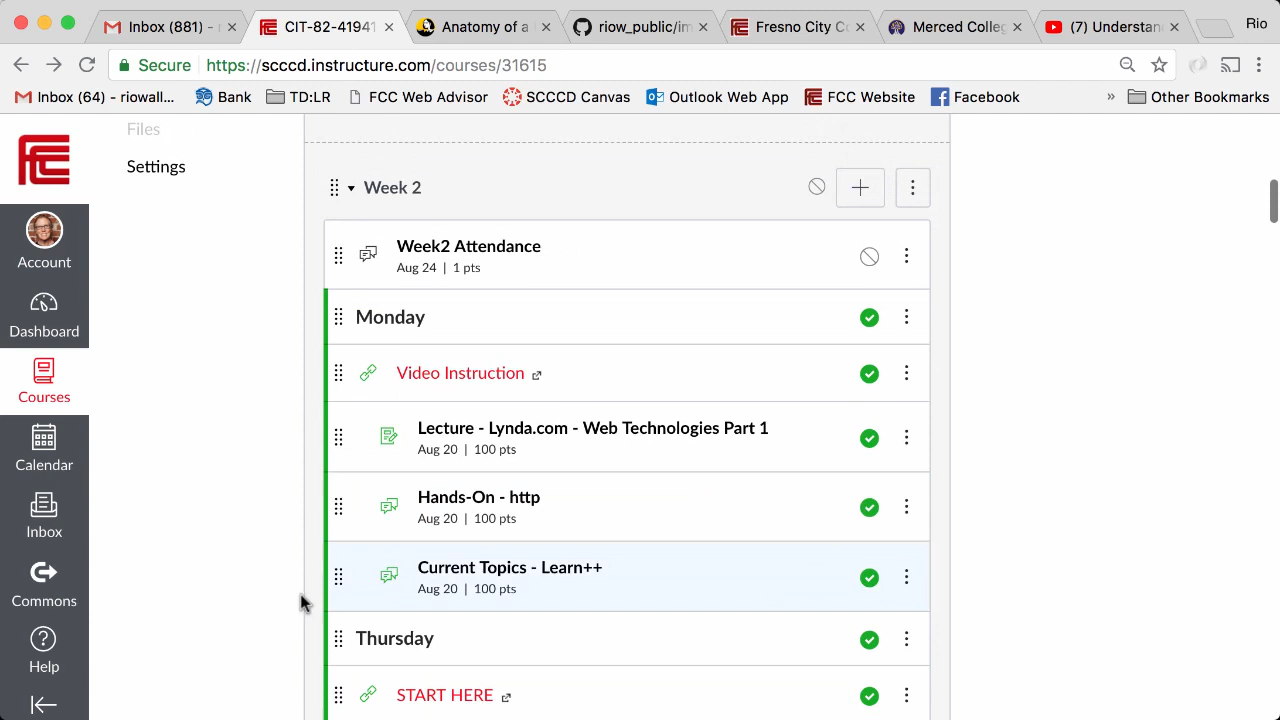 Inbox (881) -
CIT-82-41941
Anatomy of a
riow_public/im
Fresno City Co
Merced Colleg
(7) Understan
Rio
Secure
https://scccd.instructure.com/courses/31615
Inbox (64) - riowall...
Bank
TD:LR
FCC Web Advisor
SCCCD Canvas
Outlook Web App
FCC Website
Facebook
»
Other Bookmarks
Files
Settings
Account
Dashboard
Courses
Calendar
Inbox
Commons
Help
Week 2
Week2 Attendance
Aug 24 | 1 pts
Monday
Video Instruction
Lecture - Lynda.com - Web Technologies Part 1
Aug 20 | 100 pts
Hands-On - http
Aug 20 | 100 pts
Current Topics - Learn++
Aug 20 | 100 pts
Thursday
START HERE